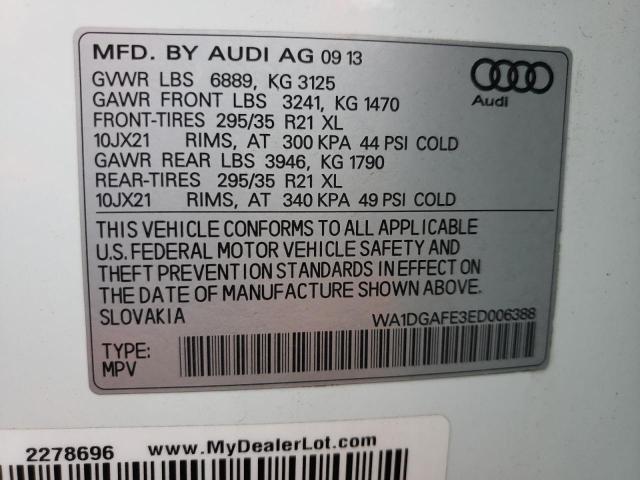 MFD. BY AUDI AG 09 13
GVWR LBS 6889, KG 3125
GAWR FRONT LBS 3241, KG 1470
FRONT-TIRES 295/35 R21 XL
10JX21 RIMS, AT 300 KPA 44 PSI COLD
GAWR REAR LBS 3946, KG 1790
REAR-TIRES 295/35 R21 XL
10JX21 RIMS, AT 340 KPA 49 PSI COLD
Audi
THIS VEHICLE CONFORMS TO ALL APPLICABLE
U.S. FEDERAL MOTOR VEHICLE SAFETY AND
THEFT PREVENTION STANDARDS IN EFFECT ON
THE DATE OF MANUFACTURE SHOWN ABOVE.
SLOVAKIA WA1DGAFE3ED006388
TYPE:
MPV
2278696 www.MyDealerLot.com